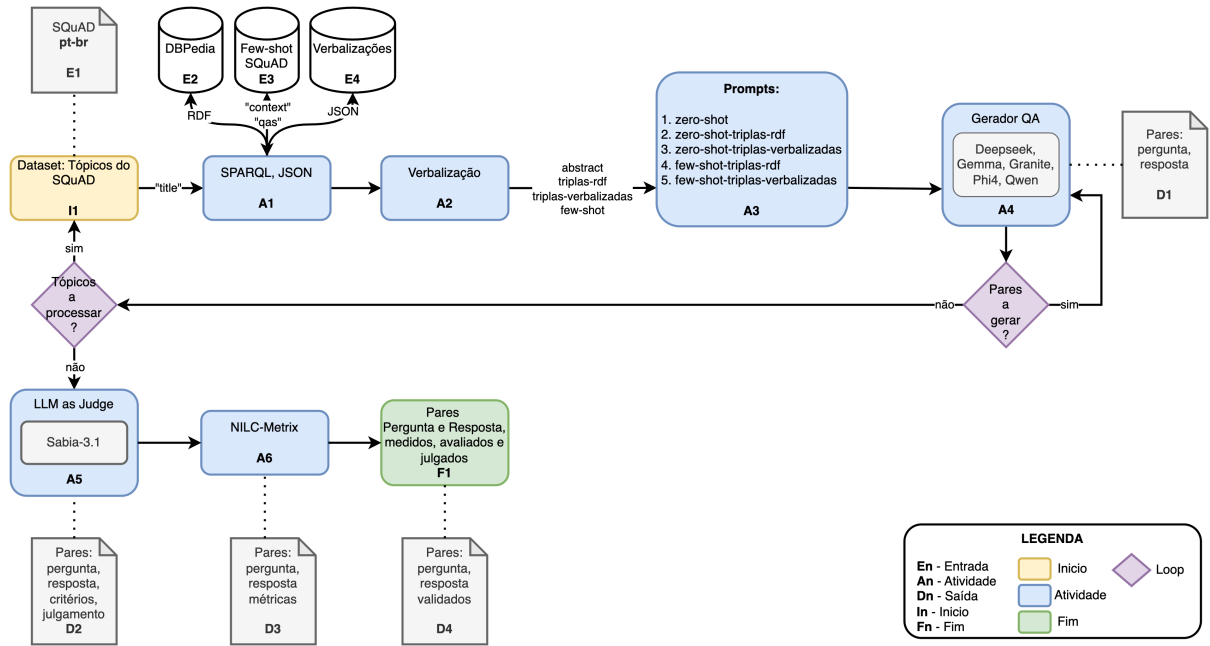 SQuAD
pt-br
E1
DBPedia
E2
Few-shot
SQuAD
E3
Verbalizações
E4
RDF
"context"
"qas"
JSON
Dataset: Tópicos do
SQuAD
I1
"title"
SPARQL, JSON
A1
Verbalização
A2
abstract
triplas-rdf
triplas-verbalizadas
few-shot
Prompts:
1. zero-shot
2. zero-shot-triplas-rdf
3. zero-shot-triplas-verbalizadas
4. few-shot-triplas-rdf
5. few-shot-triplas-verbalizadas
A3
Gerador QA
Deepseek,
Gemma, Granite,
Phi4, Qwen
A4
Pares:
pergunta,
resposta
D1
sim
Tópicos
a
processar
?
não
Pares
a
gerar
?
sim
não
LLM as Judge
Sabia-3.1
A5
NILC-Metrix
A6
Pares
Pergunta e Resposta,
medidos, avaliados e
julgados
F1
Pares:
pergunta,
resposta,
critérios,
julgamento
D2
Pares:
pergunta,
resposta
métricas
D3
Pares:
pergunta,
resposta
validados
D4
LEGENDA
En - Entrada
An - Atividade
Dn - Saída
In - Inicio
Fn - Fim
Inicio
Atividade
Fim
Loop